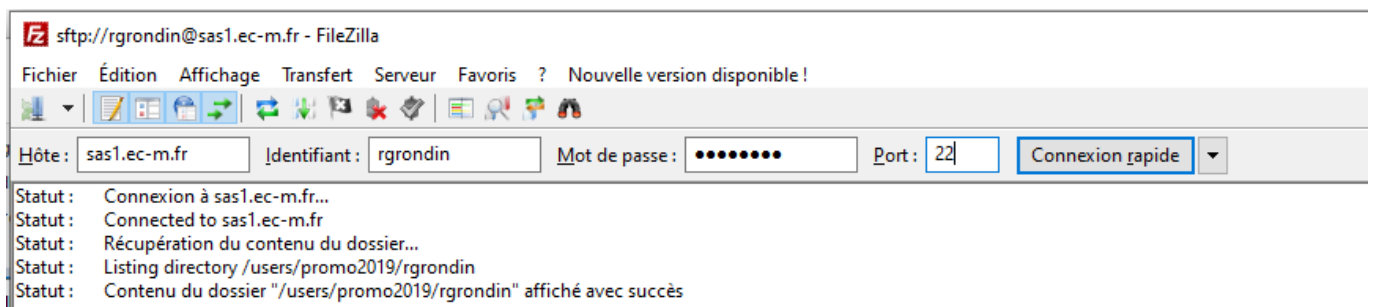 sftp://rgrondin@sas1.ec-m.fr - FileZilla
Fichier Édition Affichage Transfert Serveur Favoris ? Nouvelle version disponible !
Hôte : sas1.ec-m.fr Identifiant : rgrondin Mot de passe : ●●●●●●●● Port : 22 Connexion rapide
Statut : Connexion à sas1.ec-m.fr...
Statut : Connected to sas1.ec-m.fr
Statut : Récupération du contenu du dossier...
Statut : Listing directory /users/promo2019/rgrondin
Statut : Contenu du dossier "/users/promo2019/rgrondin" affiché avec succès